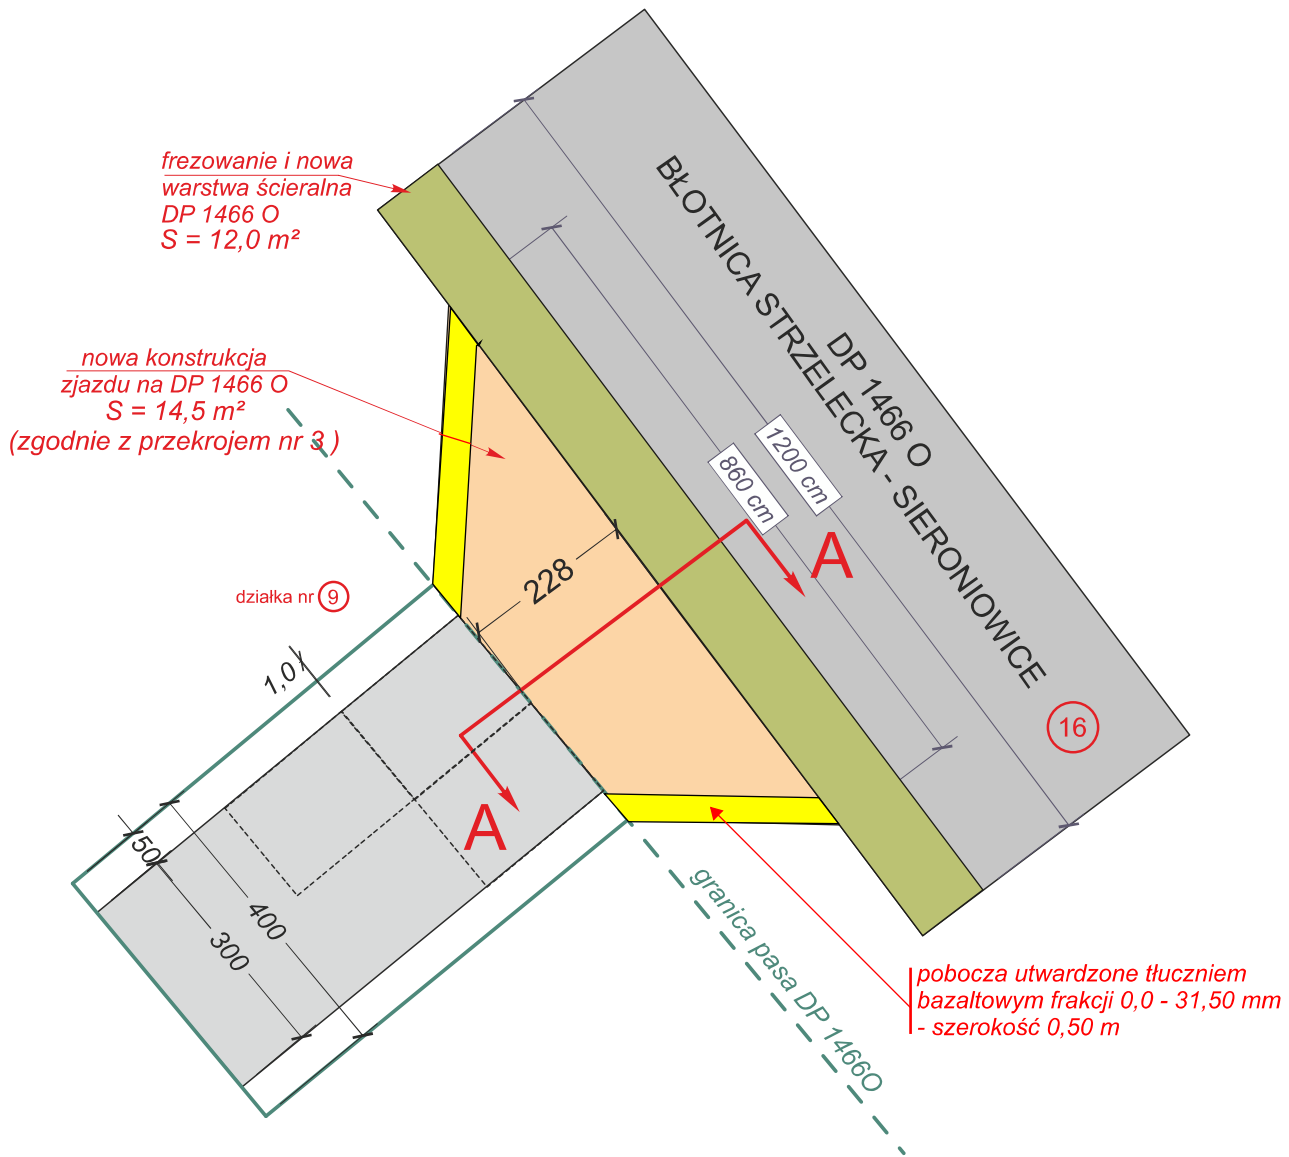 frezowanie i nowa
warstwa ścieralna
DP 1466 O
S = 12,0 m²
nowa konstrukcja
zjazdu na DP 1466 O
S = 14,5 m²
(zgodnie z przekrojem nr 3 )
DP 1466 O
BŁOTNICA STRZELECKA - SIERONIOWICE
1200 cm
860 cm
A
228
działka nr 9
1,0
16
A
50
400
300
granica pasa DP 1466O
pobocza utwardzone tłuczniem
bazaltowym frakcji 0,0 - 31,50 mm
- szerokość 0,50 m